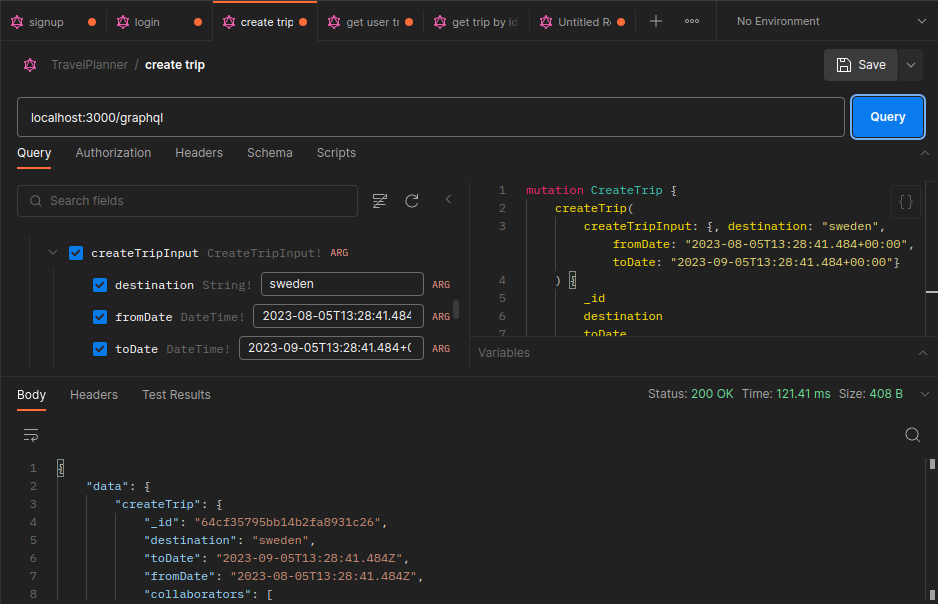 signup login create trip get user tr get trip by id Untitled Re No Environment
TravelPlanner / create trip Save
localhost:3000/graphql Query
Query Authorization Headers Schema Scripts
Search fields
createTripInput CreateTripInput! ARG
destination String! sweden ARG
fromDate DateTime! 2023-08-05T13:28:41.484 ARG
toDate DateTime! 2023-09-05T13:28:41.484+0 ARG
1 mutation CreateTrip {
2 createTrip(
3 createTripInput: {, destination: "sweden",
fromDate: "2023-08-05T13:28:41.484+00:00",
toDate: "2023-09-05T13:28:41.484+00:00"}
4 ) {
5 _id
6 destination
7 toDate
Variables
Body Headers Test Results Status: 200 OK Time: 121.41 ms Size: 408 B
1 {
2 "data": {
3 "createTrip": {
4 "_id": "64cf35795bb14b2fa8931c26",
5 "destination": "sweden",
6 "toDate": "2023-09-05T13:28:41.484Z",
7 "fromDate": "2023-08-05T13:28:41.484Z",
8 "collaborators": [